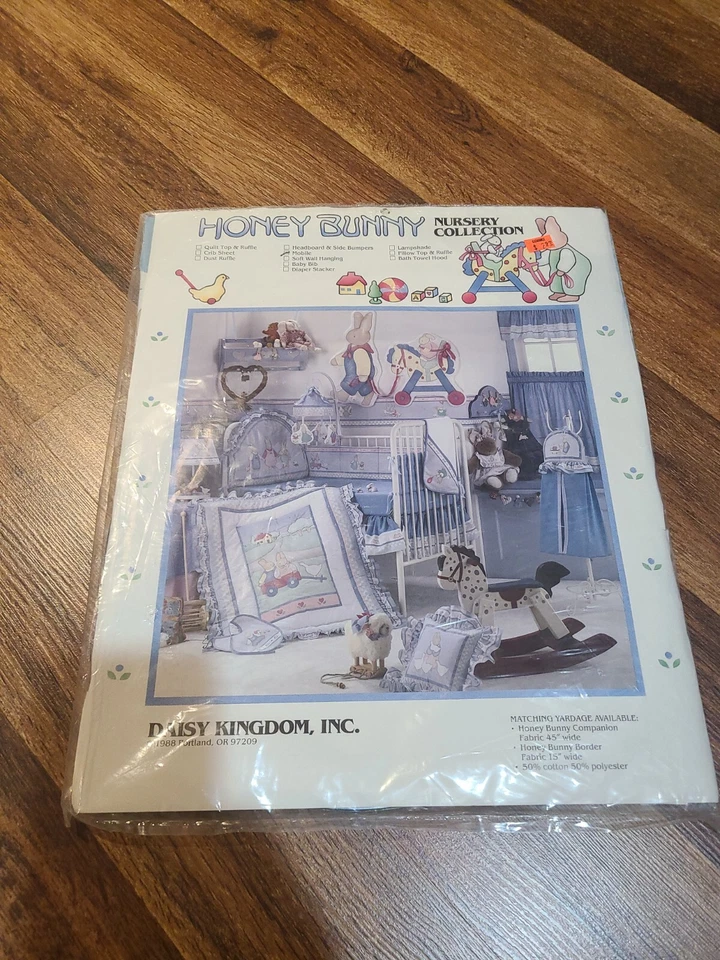 HONEY BUNNY NURSERY COLLECTION
Quilt Top & Ruffle
Crib Sheet
Dust Ruffle
Headboard & Side Bumpers
Mobile
Soft Wall Hanging
Baby Bib
Diaper Stacker
Lampshade
Pillow Top & Ruffle
Bath Towel Hood
DAISY KINGDOM, INC.
1988 Portland, OR 97209
MATCHING YARDAGE AVAILABLE:
• Honey Bunny Companion
Fabric 45" wide
• Honey Bunny Border
Fabric 15" wide
• 50% cotton 50% polyester